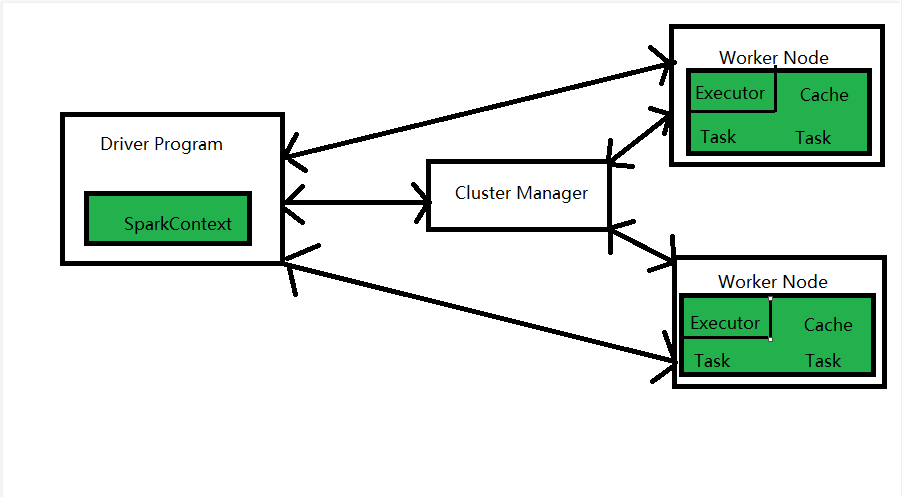 Driver Program
SparkContext
Cluster Manager
Worker Node
Executor
Cache
Task
Task
Worker Node
Executor
Cache
Task
Task